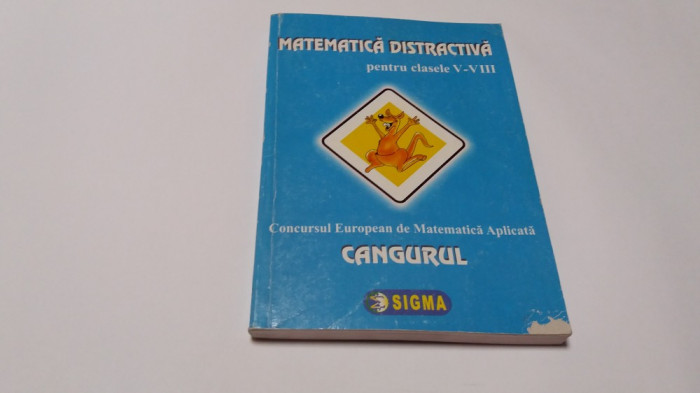 MATEMATICĂ DISTRACTIVĂ
pentru clasele V-VIII
Concursul European de Matematică Aplicată
CANGURUL
SIGMA